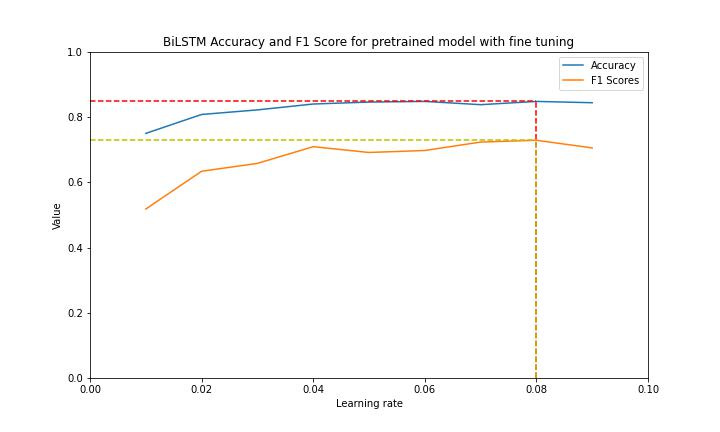 BiLSTM Accuracy and F1 Score for pretrained model with fine tuning
Accuracy
F1 Scores
Value
1.0
0.8
0.6
0.4
0.2
0.0
0.00 0.02 0.04 0.06 0.08 0.10
Learning rate